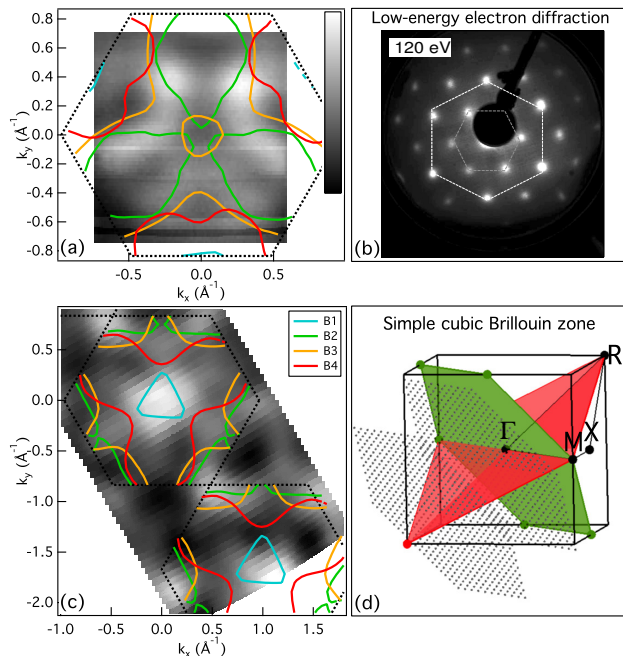 0.8
0.6
0.4
0.2
0.0
-0.2
-0.4
-0.6
-0.8
k_y (Å⁻¹)
(a)
-0.5
0.0
0.5
k_x (Å⁻¹)
Low-energy electron diffraction
120 eV
(b)
0.5
0.0
-0.5
-1.0
-1.5
-2.0
k_y (Å⁻¹)
B1
B2
B3
B4
(c)
-1.0
-0.5
0.0
0.5
1.0
1.5
k_x (Å⁻¹)
Simple cubic Brillouin zone
R
Γ
M
X
(d)